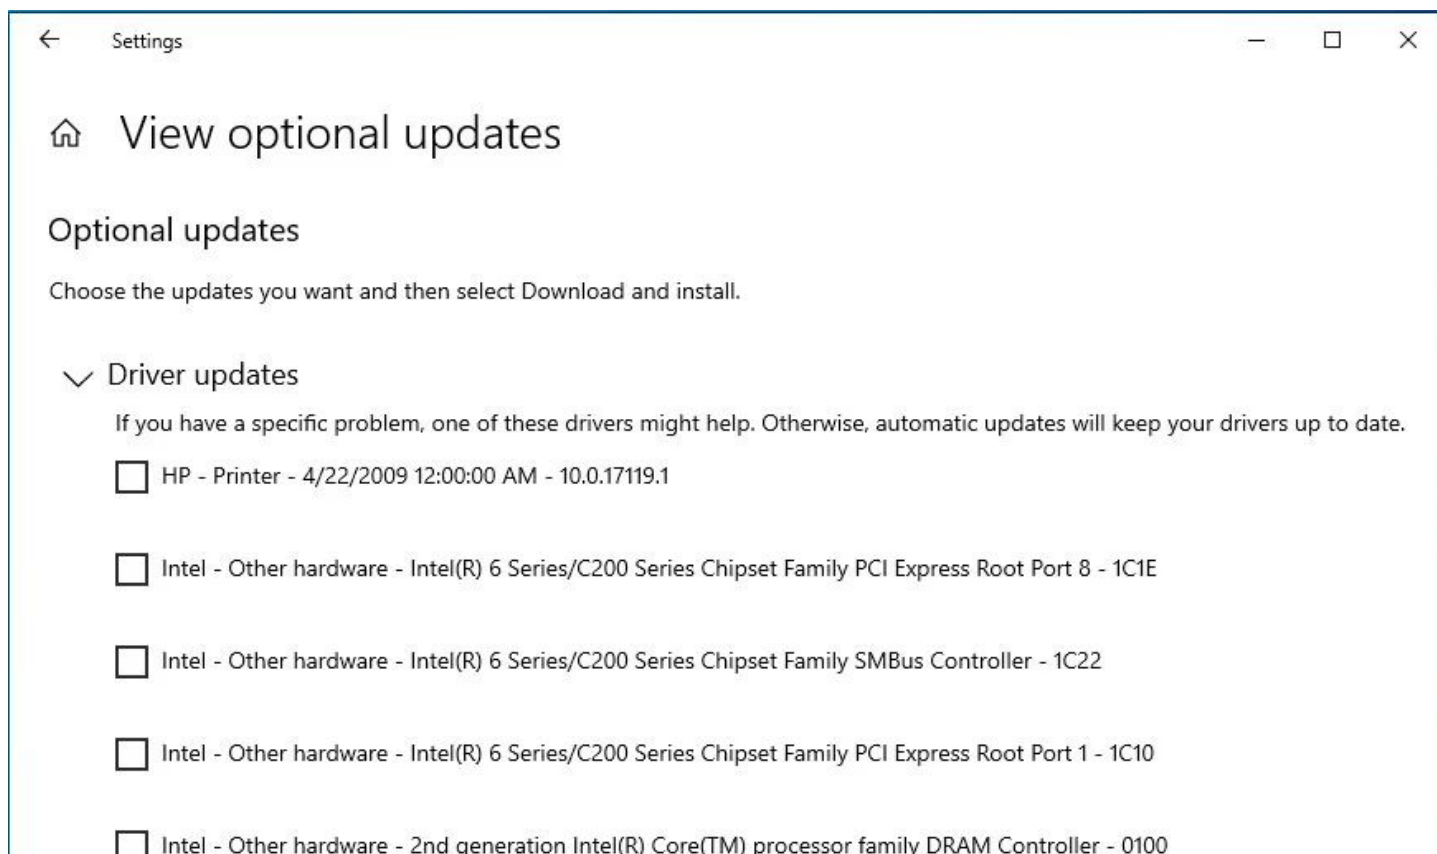 Settings
View optional updates
Optional updates
Choose the updates you want and then select Download and install.
Driver updates
If you have a specific problem, one of these drivers might help. Otherwise, automatic updates will keep your drivers up to date.
HP - Printer - 4/22/2009 12:00:00 AM - 10.0.17119.1
Intel - Other hardware - Intel(R) 6 Series/C200 Series Chipset Family PCI Express Root Port 8 - 1C1E
Intel - Other hardware - Intel(R) 6 Series/C200 Series Chipset Family SMBus Controller - 1C22
Intel - Other hardware - Intel(R) 6 Series/C200 Series Chipset Family PCI Express Root Port 1 - 1C10
Intel - Other hardware - 2nd generation Intel(R) Core(TM) processor family DRAM Controller - 0100